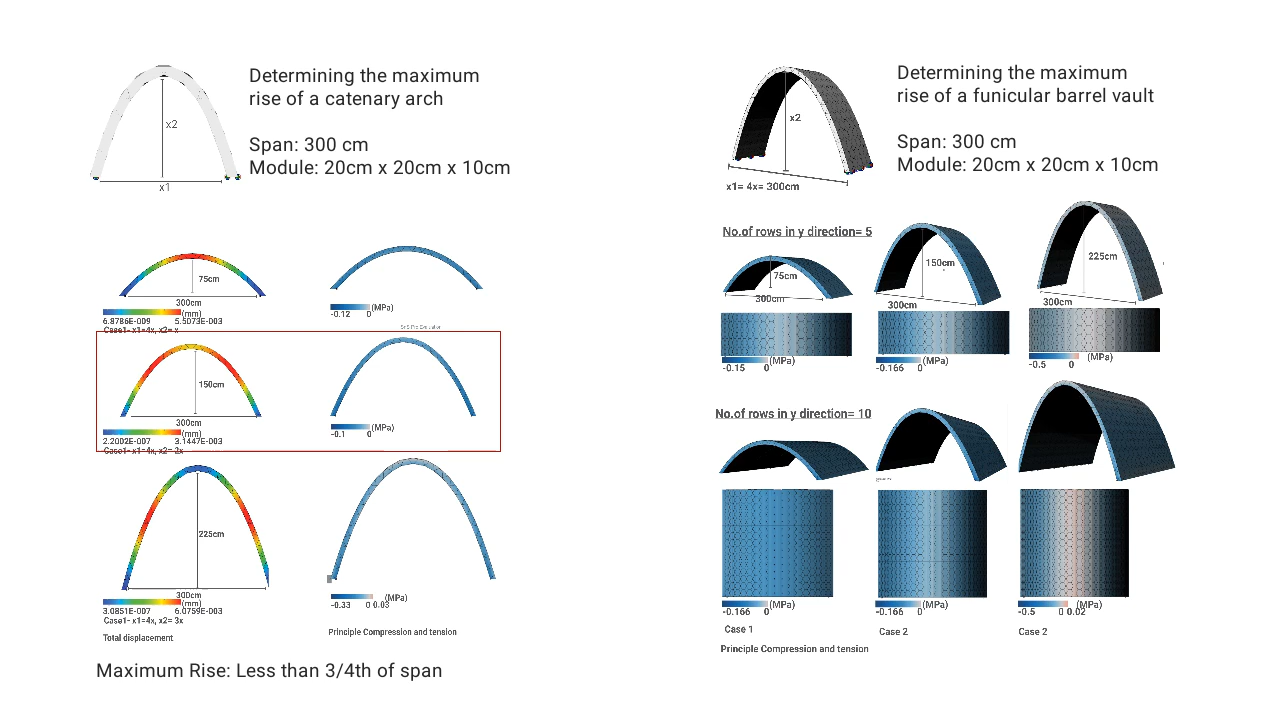 Determining the maximum
rise of a catenary arch
Span: 300 cm
Module: 20cm x 20cm x 10cm
x2
x1
75cm
300cm
(mm)
6.8786E-009 5.5073E-003
Case1- x1=4x, x2= x
(MPa)
-0.12 0
150cm
300cm
(mm)
2.2002E-007 3.1447E-003
Case1- x1=4x, x2= 2x
(MPa)
-0.1 0
225cm
300cm
(mm)
3.0851E-007 6.0759E-003
Case1- x1=4x, x2= 3x
(MPa)
-0.33 0 0.03
Total displacement
Principle Compression and tension
Maximum Rise: Less than 3/4th of span
Determining the maximum
rise of a funicular barrel vault
Span: 300 cm
Module: 20cm x 20cm x 10cm
x2
x1= 4x= 300cm
No.of rows in y direction= 5
75cm
300cm
150cm
300cm
225cm
300cm
(MPa)
-0.15 0
(MPa)
-0.166 0
(MPa)
-0.5 0
No.of rows in y direction= 10
(MPa)
-0.166 0
(MPa)
-0.166 0
(MPa)
-0.5 0 0.02
Case 1
Case 2
Case 2
Principle Compression and tension